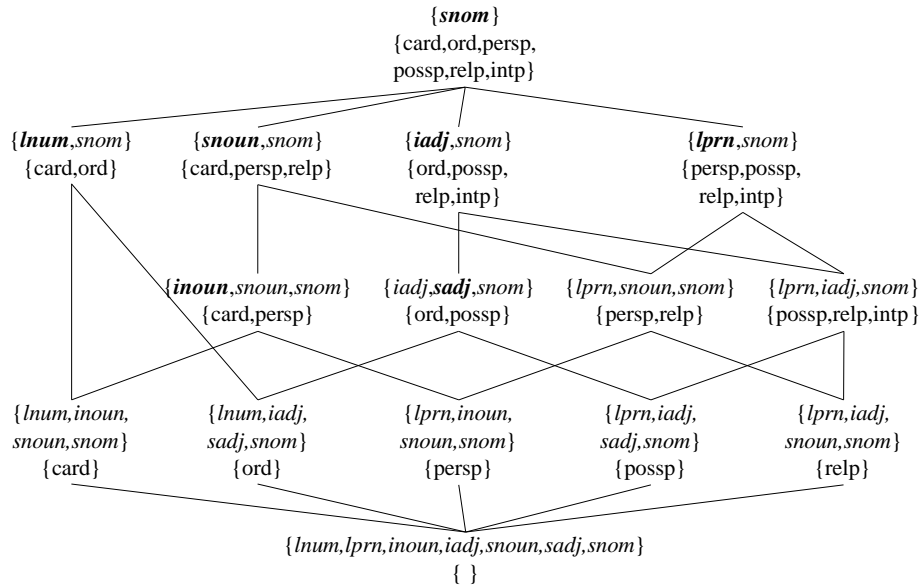 {snom}
{card,ord,persp,
possp,relp,intp}
{lnum,snom}
{card,ord}
{snoun,snom}
{card,persp,relp}
{iadj,snom}
{ord,possp,
relp,intp}
{lprn,snom}
{persp,possp,
relp,intp}
{inoun,snoun,snom}
{card,persp}
{iadj,sadj,snom}
{ord,possp}
{lprn,snoun,snom}
{persp,relp}
{lprn,iadj,snom}
{possp,relp,intp}
{lnum,inoun,
snoun,snom}
{card}
{lnum,iadj,
sadj,snom}
{ord}
{lprn,inoun,
snoun,snom}
{persp}
{lprn,iadj,
sadj,snom}
{possp}
{lprn,iadj,
snoun,snom}
{relp}
{lnum,lprn,inoun,iadj,snoun,sadj,snom}
{ }